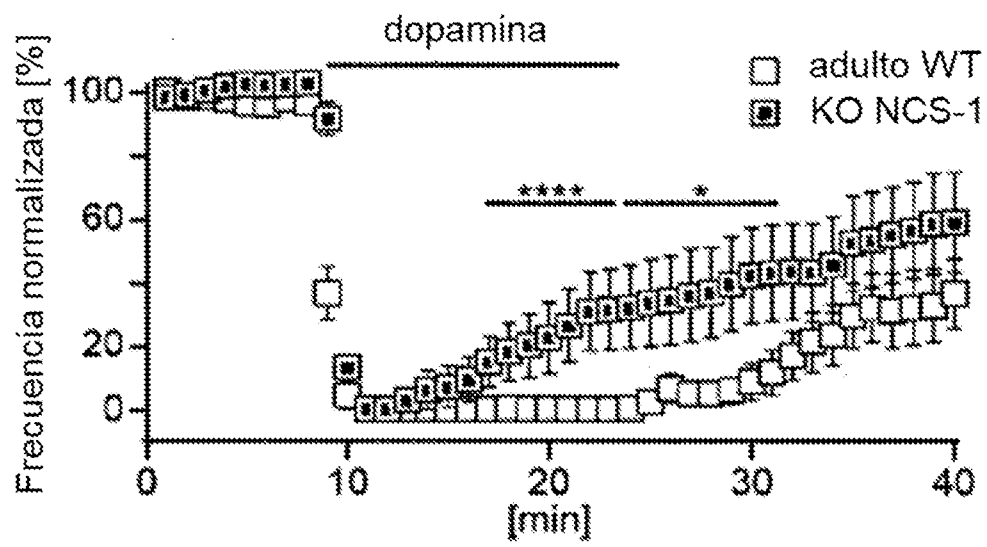 dopamina
adulto WT
KO NCS-1
Frecuencia normalizada [%]
100
60
20
0
****
*
0
10
20
30
40
[min]